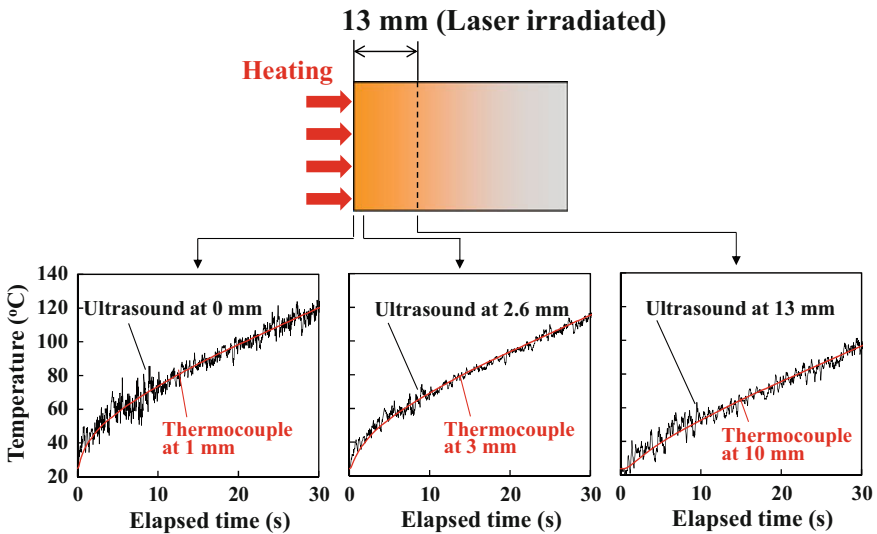 13 mm (Laser irradiated)
Heating
Temperature (°C)
140
120
100
80
60
40
20
Ultrasound at 0 mm
Thermocouple
at 1 mm
0
10
20
30
Elapsed time (s)
Ultrasound at 2.6 mm
Thermocouple
at 3 mm
0
10
20
30
Elapsed time (s)
Ultrasound at 13 mm
Thermocouple
at 10 mm
0
10
20
30
Elapsed time (s)